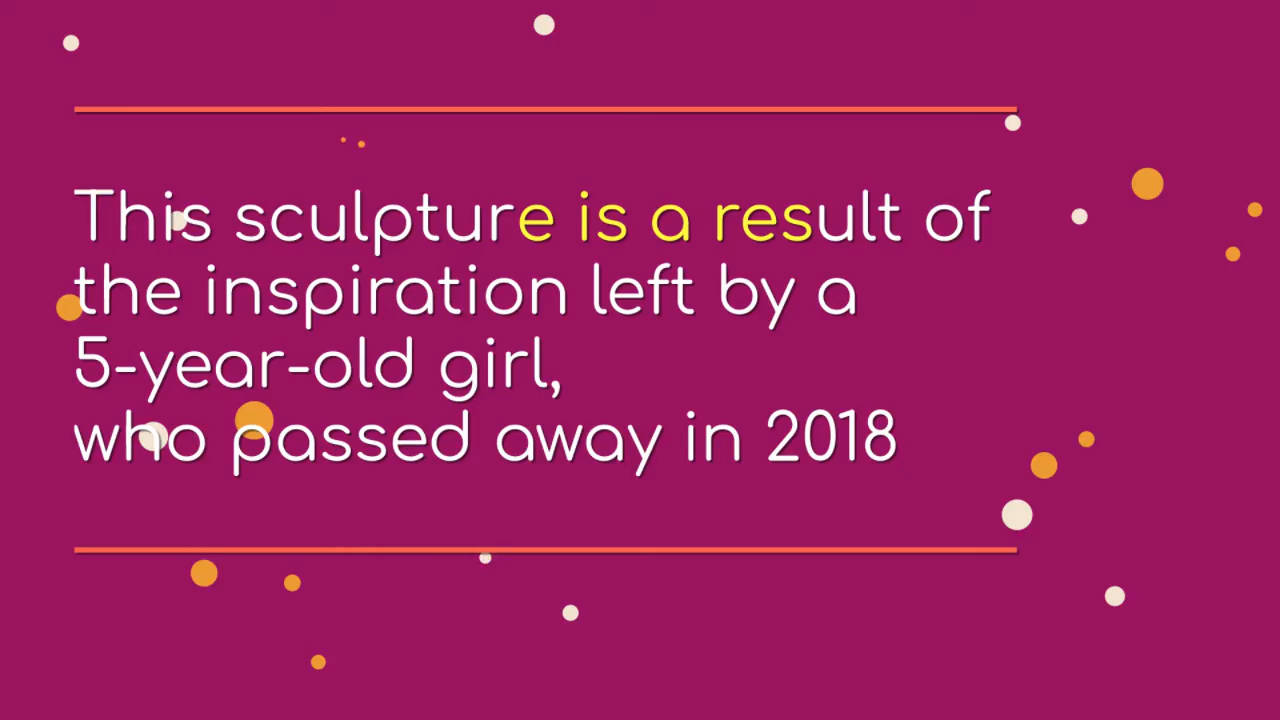 This sculpture is a result of
the inspiration left by a
5-year-old girl,
who passed away in 2018